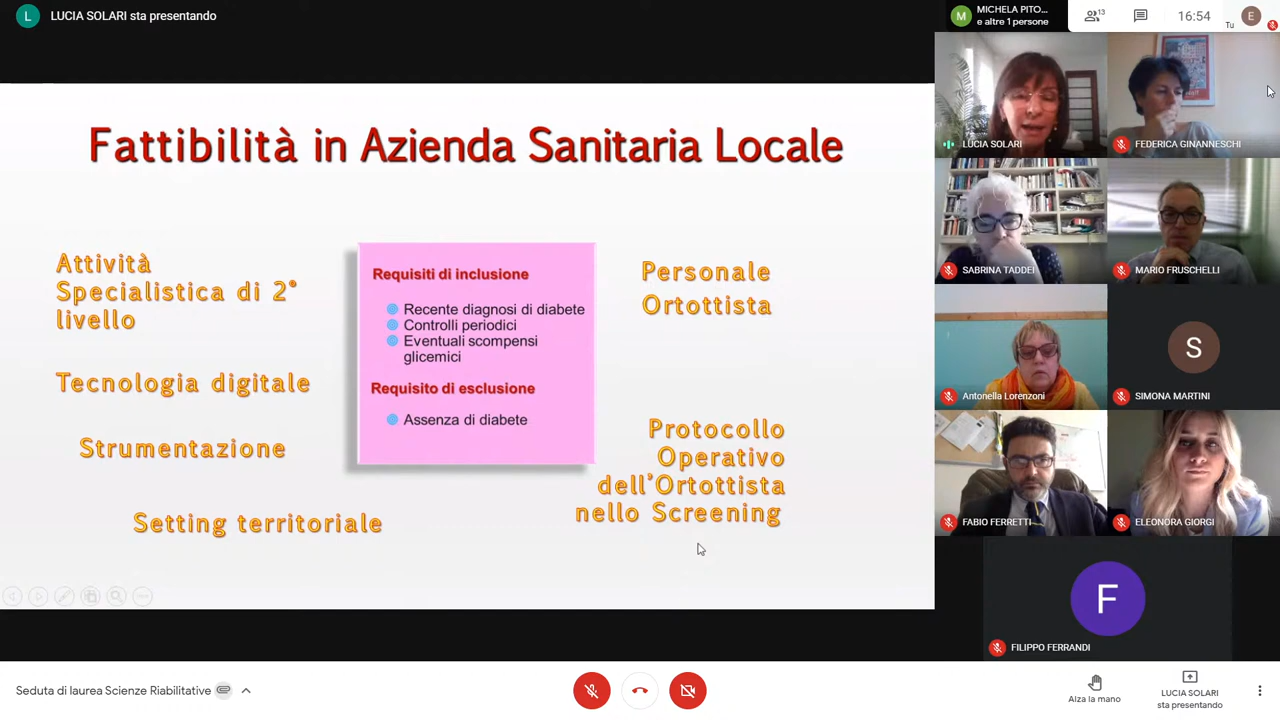 L
LUCIA SOLARI sta presentando
M
MICHELA PITO...
e altre 1 persone
13
16:54
Tu
E
Fattibilità in Azienda Sanitaria Locale
Attività
Specialistica di 2°
livello
Tecnologia digitale
Strumentazione
Setting territoriale
Requisiti di inclusione
Recente diagnosi di diabete
Controlli periodici
Eventuali scompensi
glicemici
Requisito di esclusione
Assenza di diabete
Personale
Ortottista
Protocollo
Operativo
dell'Ortottista
nello Screening
LUCIA SOLARI
FEDERICA GINANNESCHI
SABRINA TADDEI
MARIO FRUSCHELLI
Antonella Lorenzoni
S
SIMONA MARTINI
FABIO FERRETTI
ELEONORA GIORGI
F
FILIPPO FERRANDI
Seduta di laurea Scienze Riabilitative
Alza la mano
LUCIA SOLARI
sta presentando